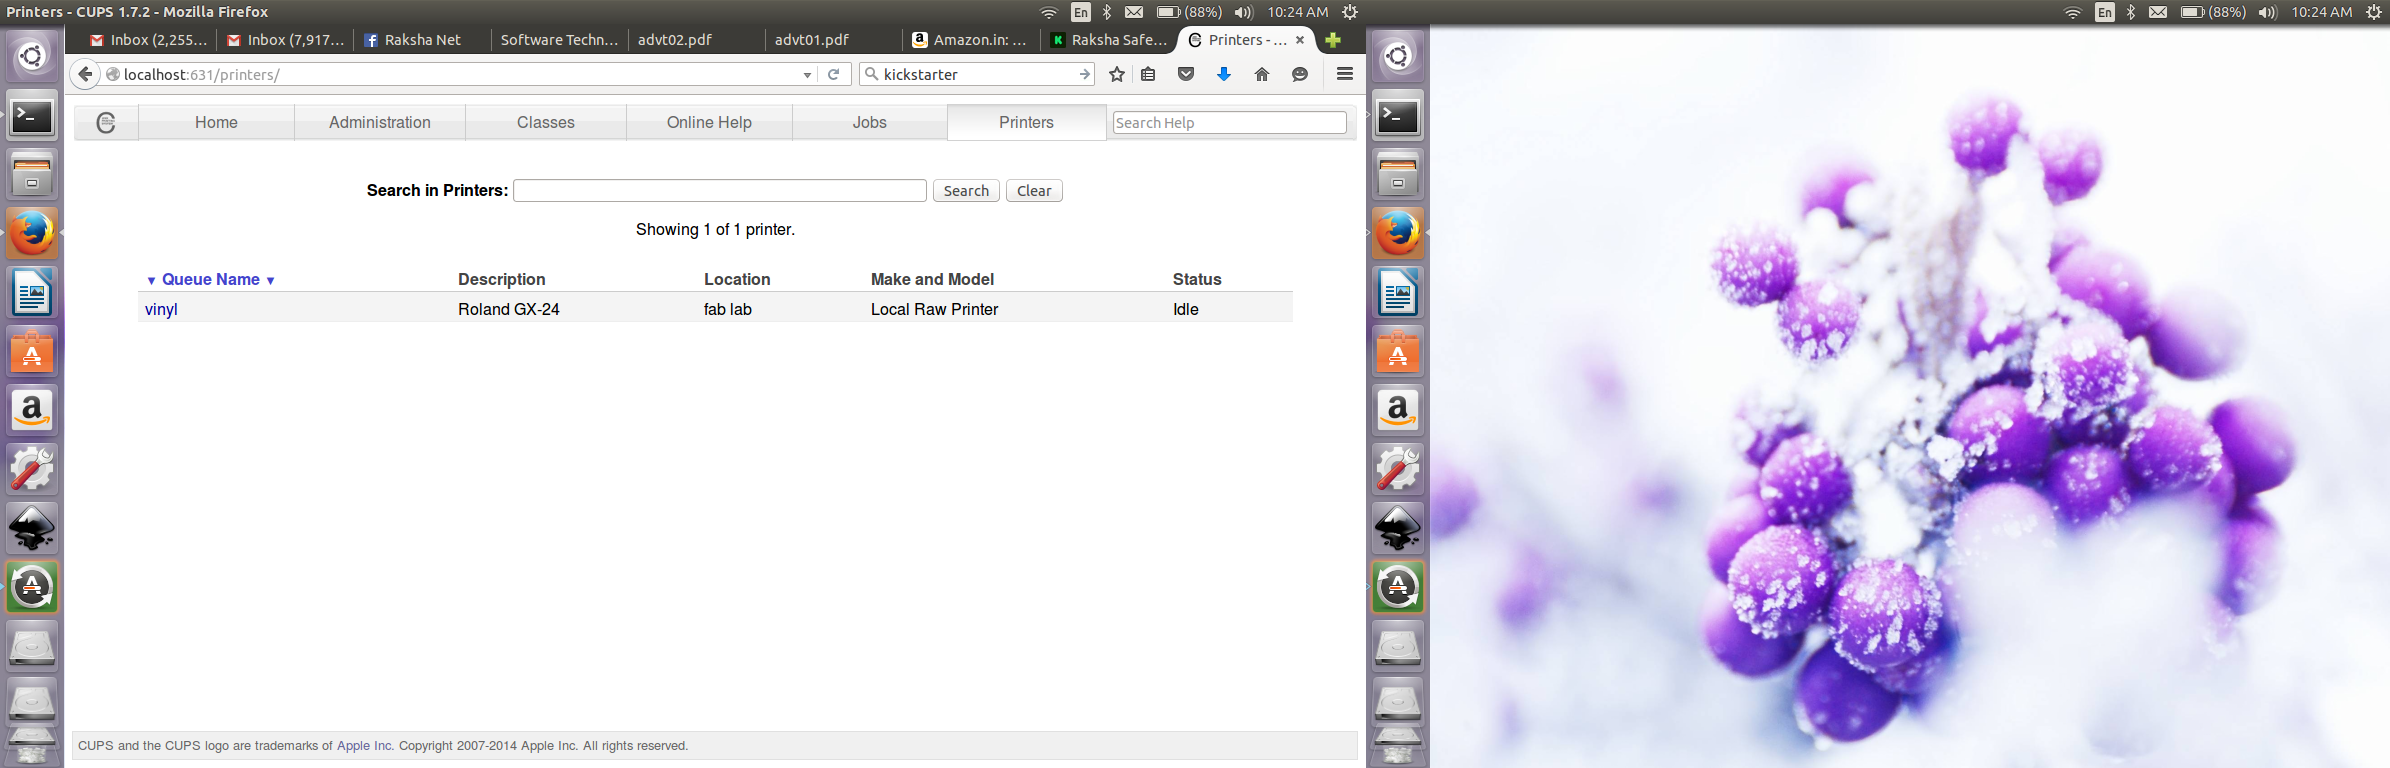 Printers - CUPS 1.7.2 - Mozilla Firefox
En (88%) 10:24 AM
En (88%) 10:24 AM
Inbox (2,255... Inbox (7,917... Raksha Net Software Techn... advt02.pdf advt01.pdf Amazon.in: ... Raksha Safe... Printers - ...
localhost:631/printers/ kickstarter
Home Administration Classes Online Help Jobs Printers Search Help
Search in Printers: Search Clear
Showing 1 of 1 printer.
▼ Queue Name ▼ Description Location Make and Model Status
vinyl Roland GX-24 fab lab Local Raw Printer Idle
CUPS and the CUPS logo are trademarks of Apple Inc. Copyright 2007-2014 Apple Inc. All rights reserved.